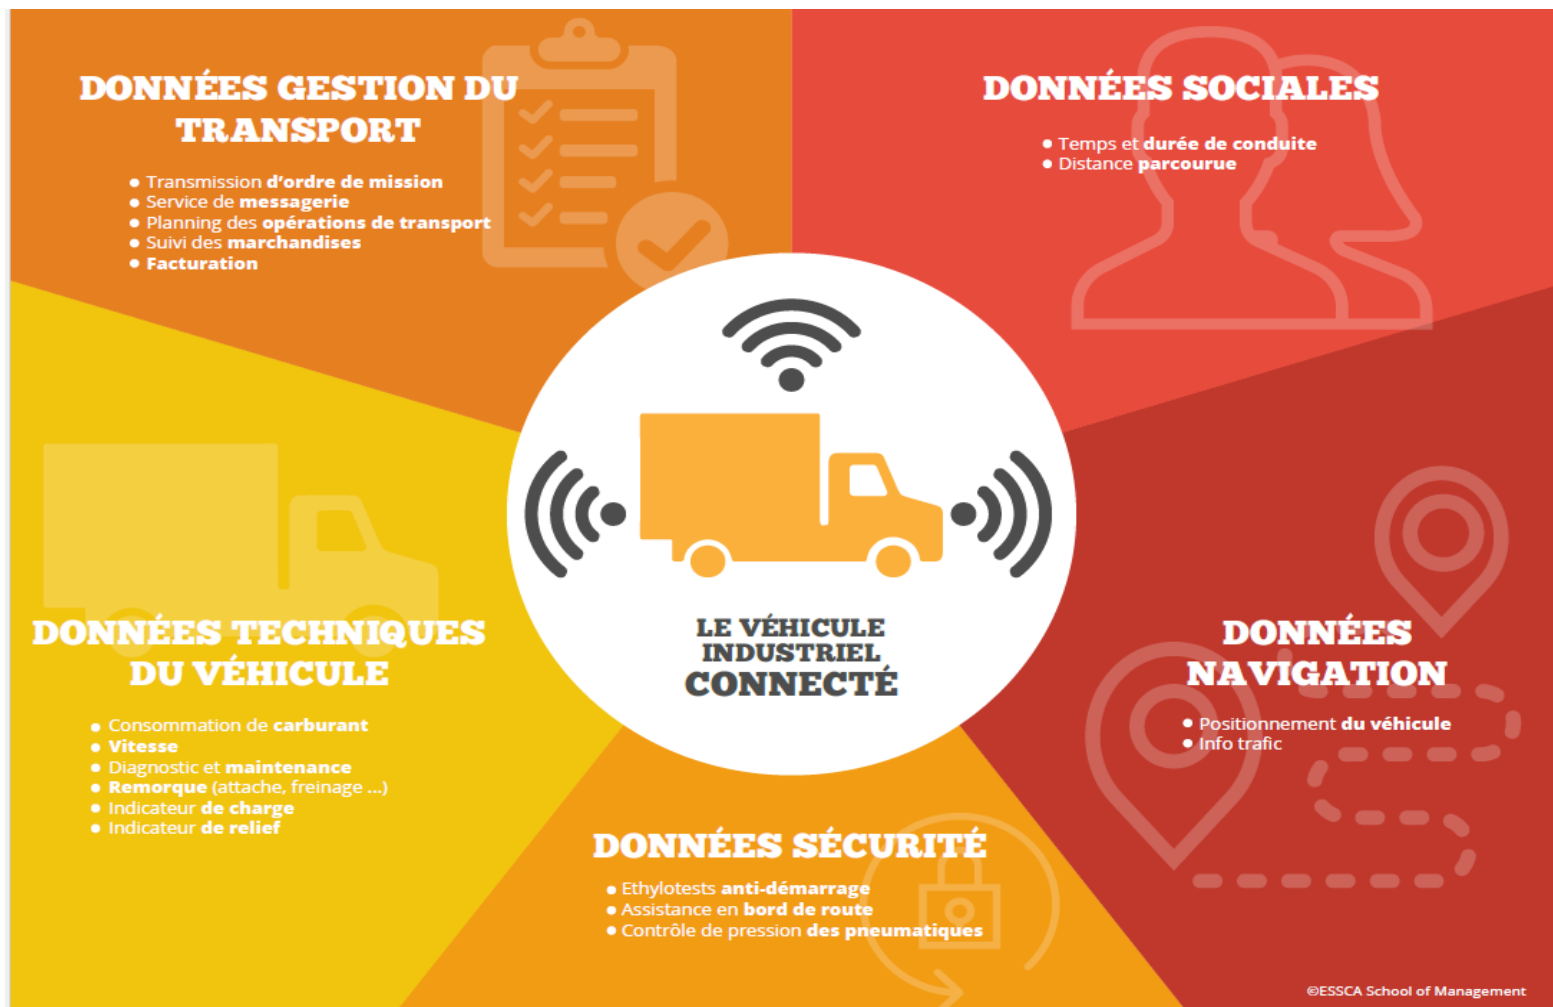 DONNÉES GESTION DU
TRANSPORT
• Transmission d'ordre de mission
• Service de messagerie
• Planning des opérations de transport
• Suivi des marchandises
• Facturation
DONNÉES SOCIALES
• Temps et durée de conduite
• Distance parcourue
LE VÉHICULE
INDUSTRIEL
CONNECTÉ
DONNÉES TECHNIQUES
DU VÉHICULE
• Consommation de carburant
• Vitesse
• Diagnostic et maintenance
• Remorque (attache, freinage ...)
• Indicateur de charge
• Indicateur de relief
DONNÉES
NAVIGATION
• Positionnement du véhicule
• Info trafic
DONNÉES SÉCURITÉ
• Ethylotests anti-démarrage
• Assistance en bord de route
• Contrôle de pression des pneumatiques
©ESSCA School of Management